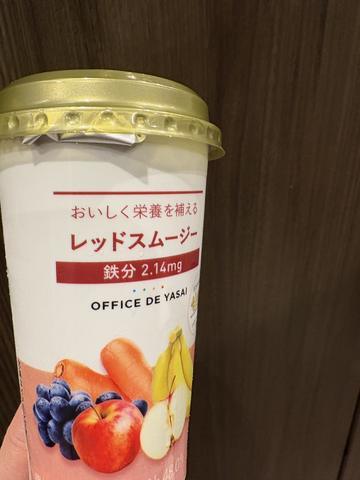 おいしく栄養を補える
レッドスムージー
鉄分 2.14mg
OFFICE DE YASAI